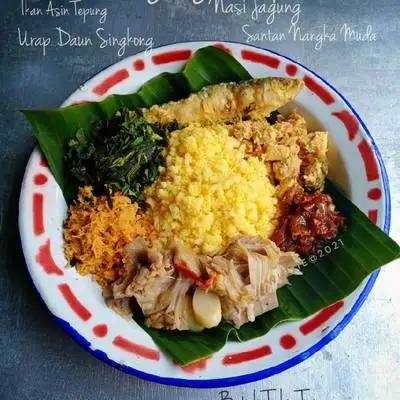 Nasi Jagung
Ikan Asin Tepung
Santan Nangka Muda
Urap Daun Singkong
©2021